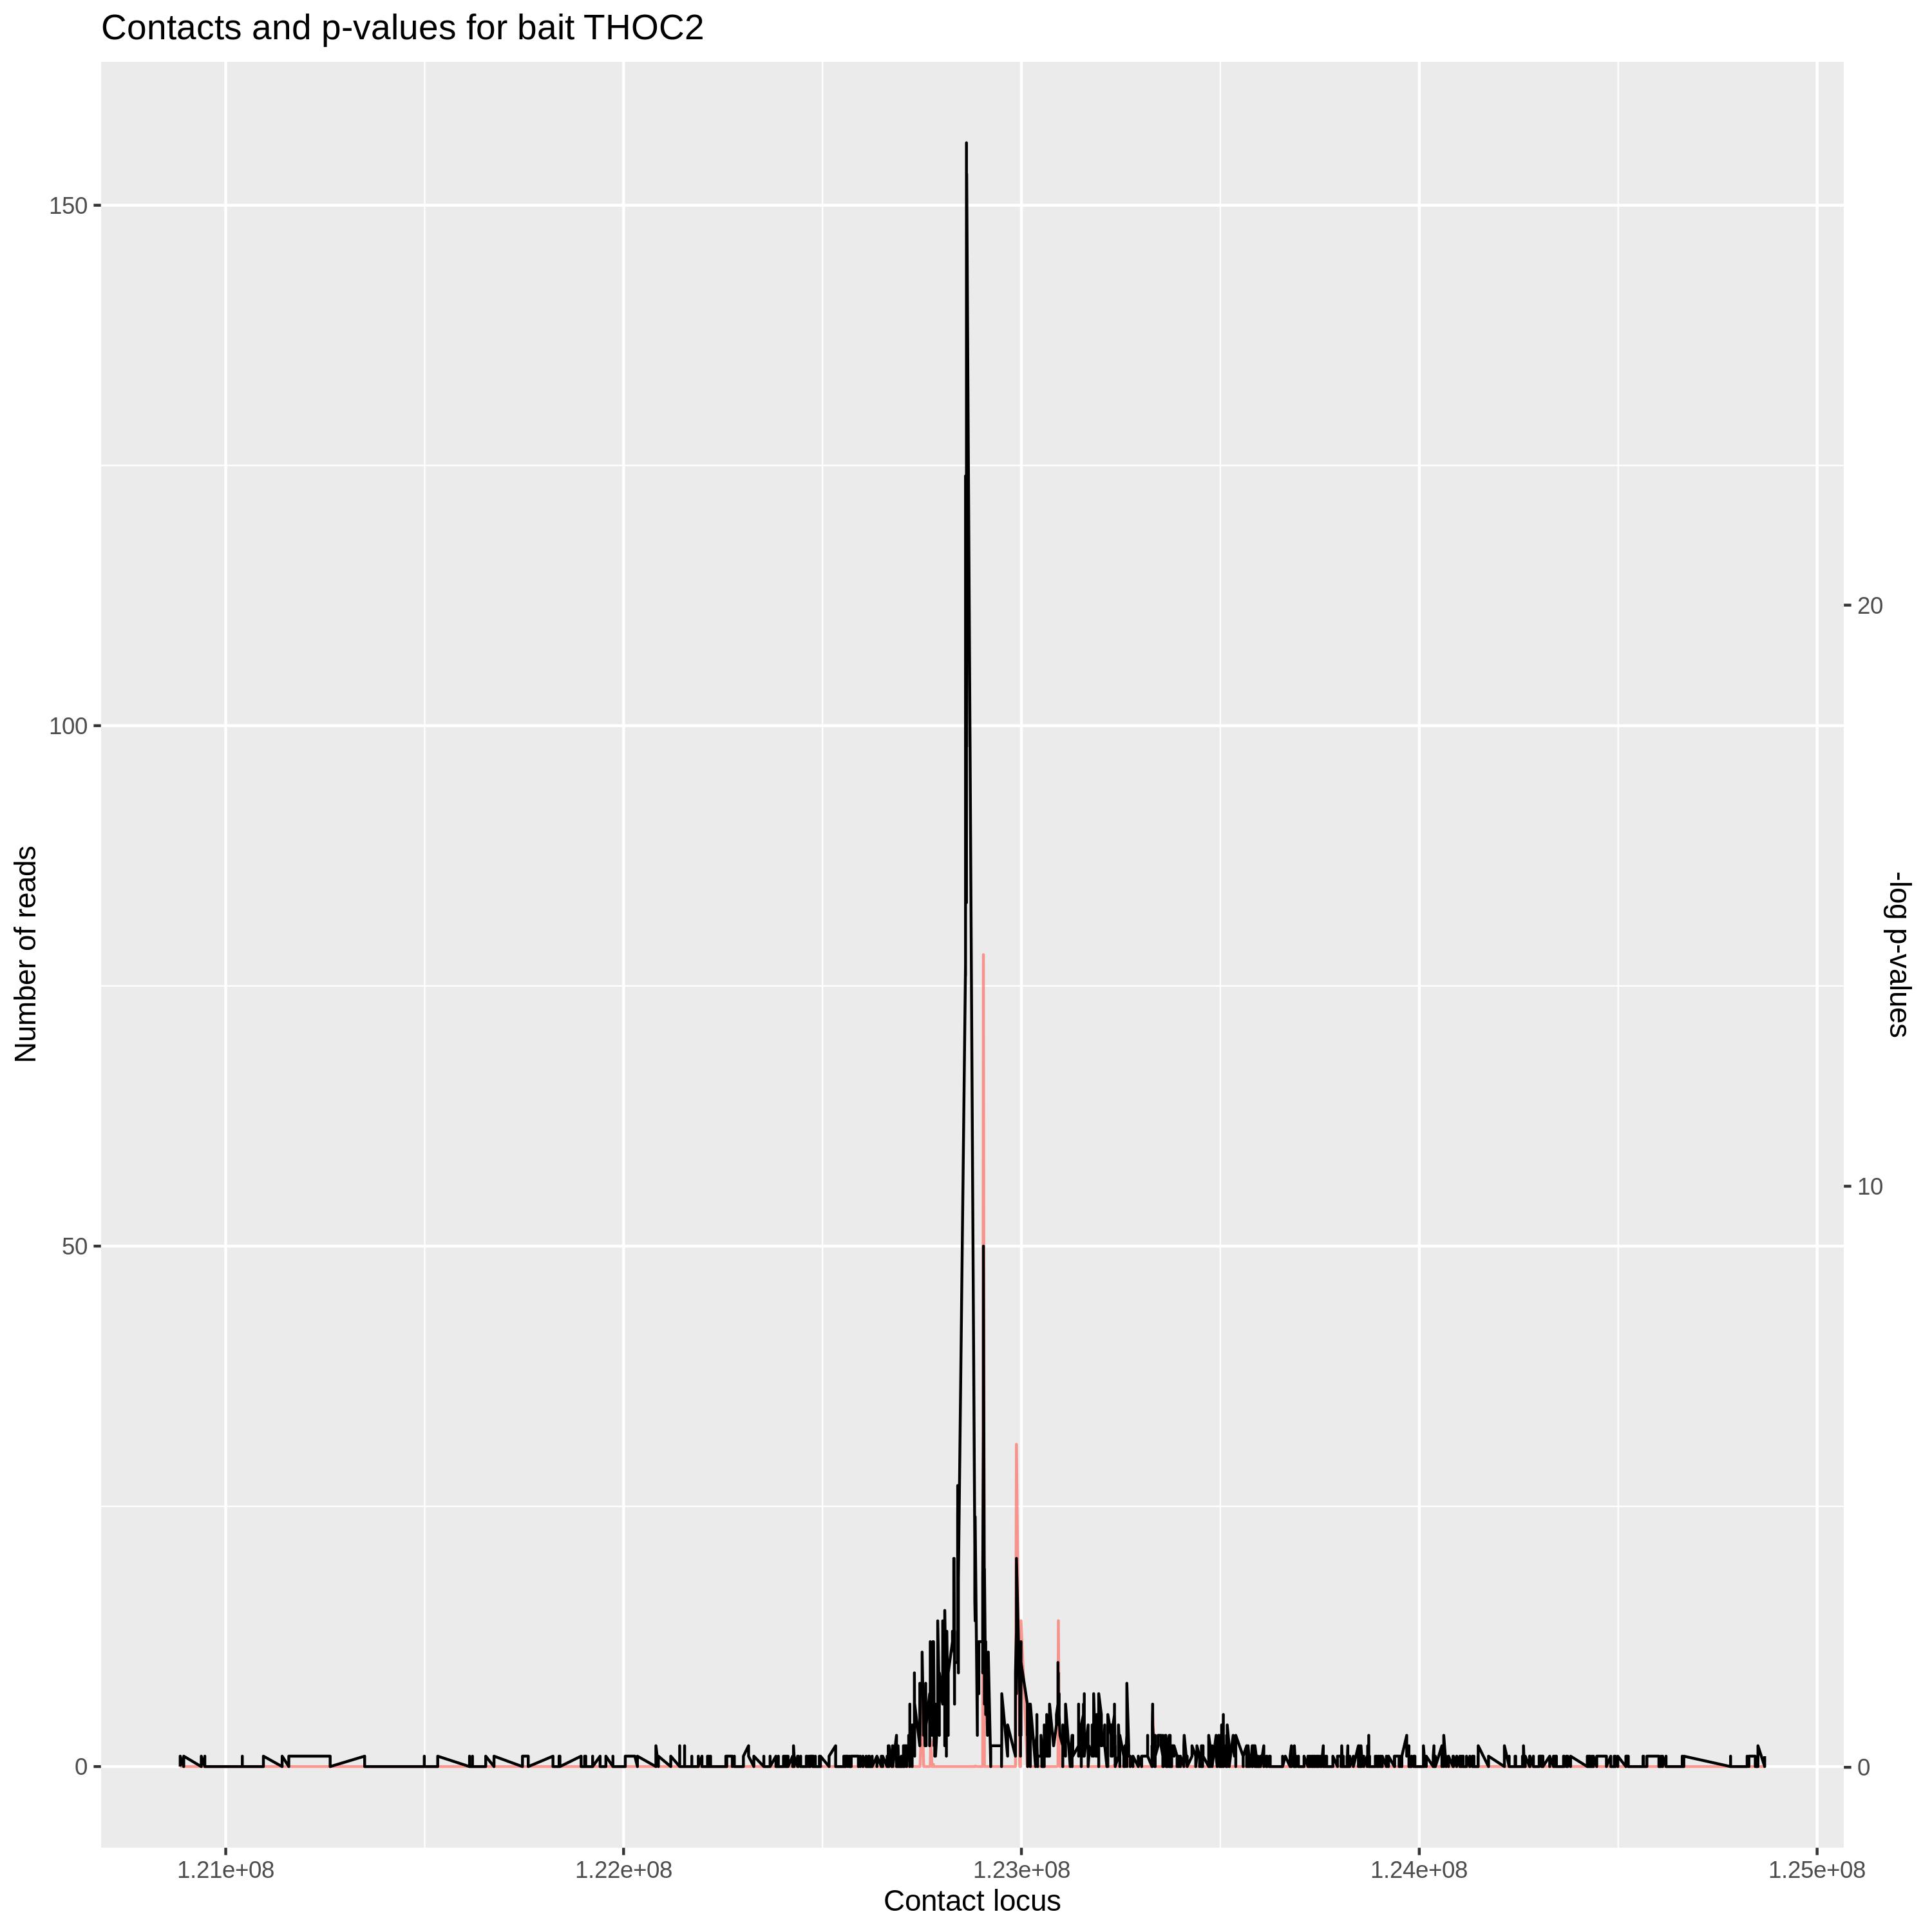 Contacts and p-values for bait THOC2
150
100
50
0
Number of reads
20
10
0
-log p-values
1.21e+08
1.22e+08
1.23e+08
1.24e+08
1.25e+08
Contact locus